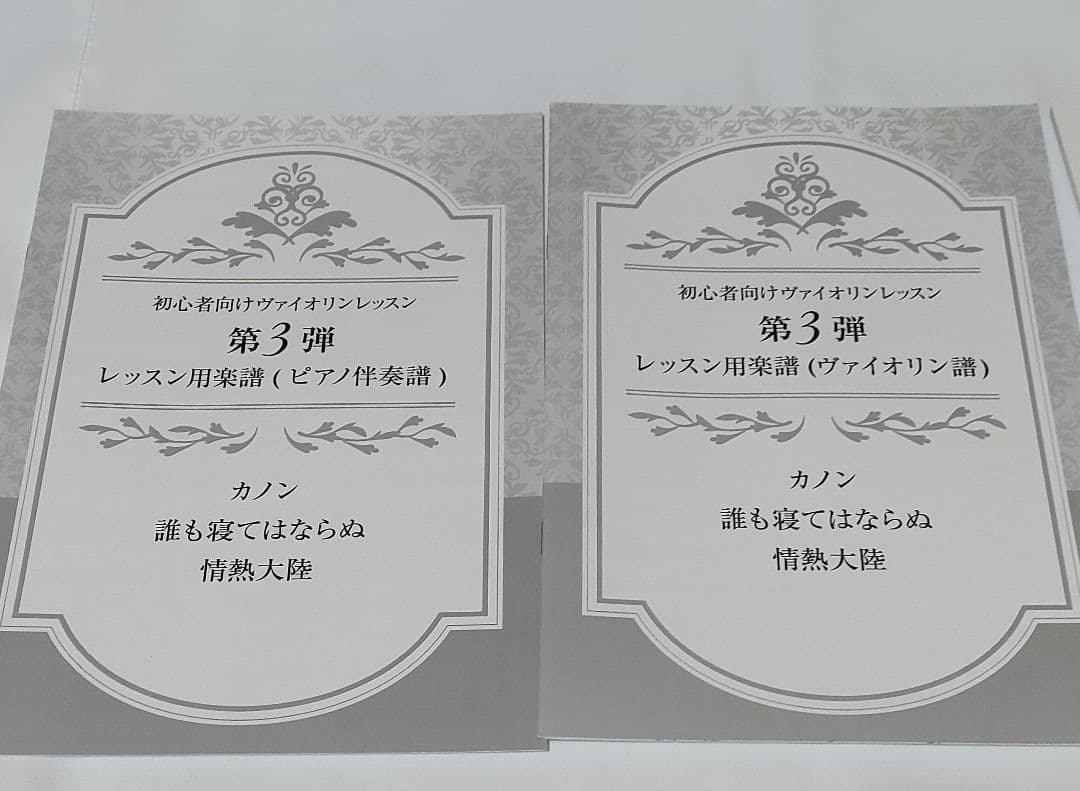 初心者向けヴァイオリンレッスン
第3弾
レッスン用楽譜(ピアノ伴奏譜)
カノン
誰も寝てはならぬ
情熱大陸
初心者向けヴァイオリンレッスン
第3弾
レッスン用楽譜(ヴァイオリン譜)
カノン
誰も寝てはならぬ
情熱大陸